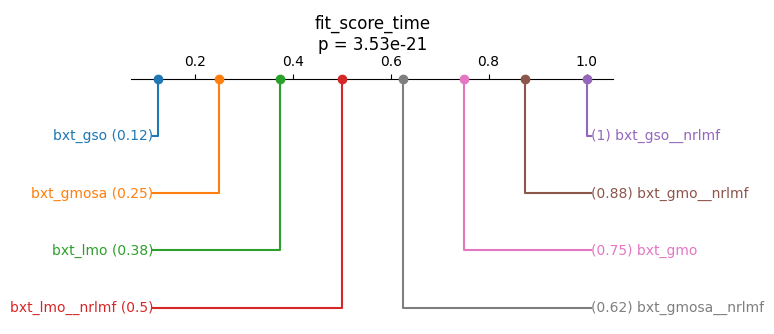 fit_score_time
p = 3.53e-21
0.2 0.4 0.6 0.8 1.0
bxt_gso (0.12) (1) bxt_gso__nrlmf
bxt_gmosa (0.25) (0.88) bxt_gmo__nrlmf
bxt_lmo (0.38) (0.75) bxt_gmo
bxt_lmo__nrlmf (0.5) (0.62) bxt_gmosa__nrlmf